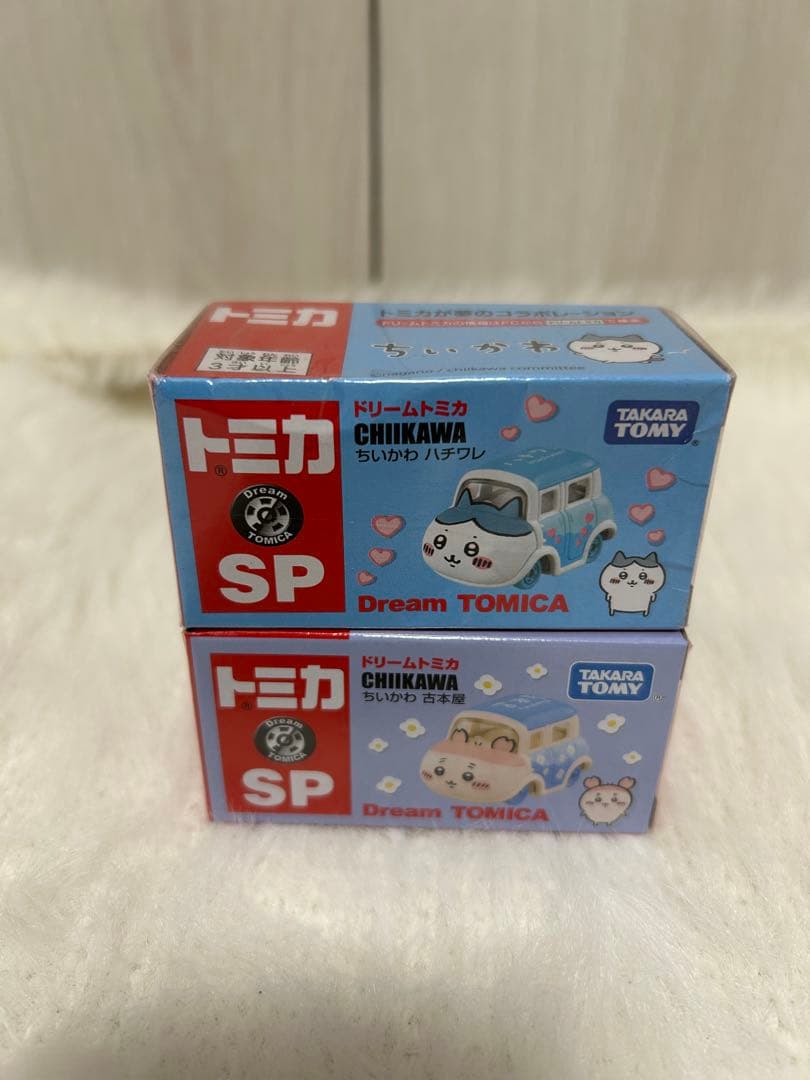 トミカ
対象年齢
3才以上
トミカが夢のコラボレーション
ちいかわ
©nagano / chiikawa committee
トミカ®
Dream
TOMICA
SP
ドリームトミカ
CHIIKAWA
ちいかわ ハチワレ
TAKARA
TOMY®
Dream TOMICA
トミカ®
Dream
TOMICA
SP
ドリームトミカ
CHIIKAWA
ちいかわ 古本屋
TAKARA
TOMY®
Dream TOMICA